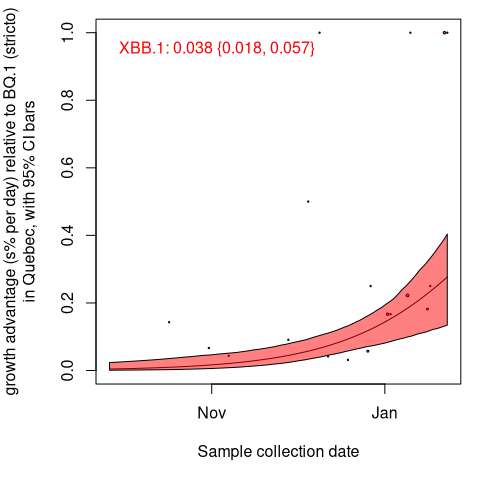 growth advantage (s% per day) relative to BQ.1 (stricto)
in Quebec, with 95% CI bars
XBB.1: 0.038 {0.018, 0.057}
1.0
0.8
0.6
0.4
0.2
0.0
Nov Jan
Sample collection date